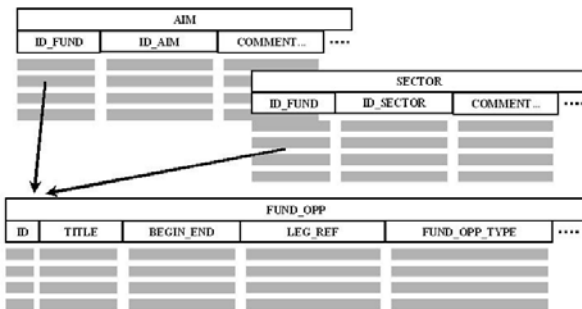 AIM
ID_FUND ID_AIM COMMENT... ....
SECTOR
ID_FUND ID_SECTOR COMMENT... ....
FUND_OPP
ID TITLE BEGIN_END LEG_REF FUND_OPP_TYPE ....